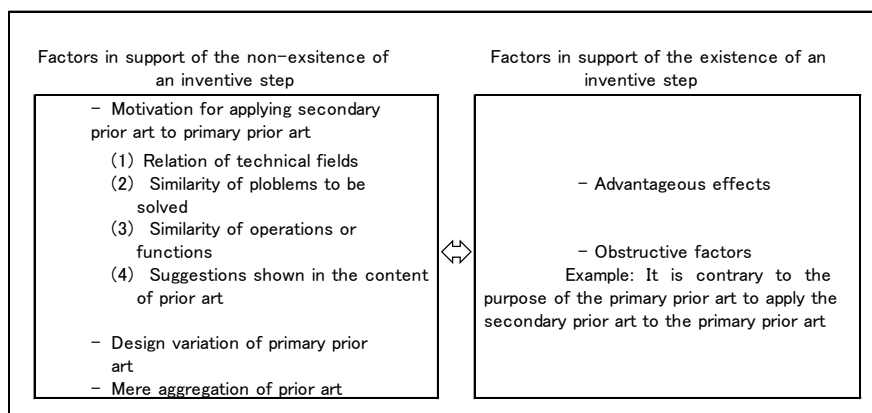 Factors in support of the non-exsitence of
an inventive step
- Motivation for applying secondary
prior art to primary prior art
(1) Relation of technical fields
(2) Similarity of ploblems to be
solved
(3) Similarity of operations or
functions
(4) Suggestions shown in the content
of prior art
- Design variation of primary prior
art
- Mere aggregation of prior art
Factors in support of the existence of an
inventive step
- Advantageous effects
- Obstructive factors
Example: It is contrary to the
purpose of the primary prior art to apply the
secondary prior art to the primary prior art